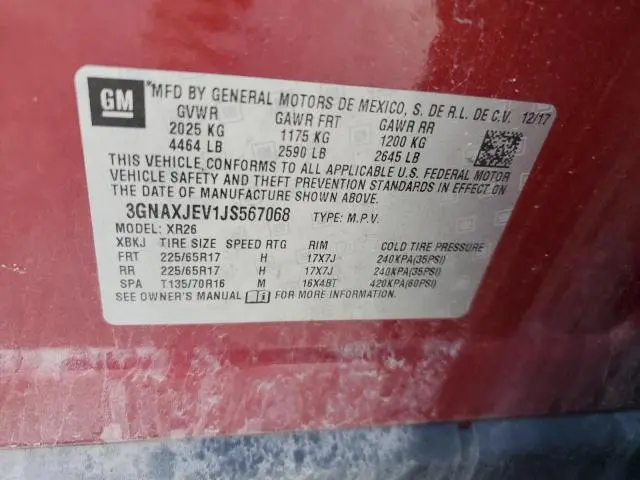 GM
*MFD BY GENERAL MOTORS DE MEXICO, S. DE R.L. DE C.V. 12/17
GVWR GAWR FRT GAWR RR
2025 KG 1175 KG 1200 KG
4464 LB 2590 LB 2645 LB
THIS VEHICLE CONFORMS TO ALL APPLICABLE U.S. FEDERAL MOTOR
VEHICLE SAFETY AND THEFT PREVENTION STANDARDS IN EFFECT ON
THE DATE OF MANUFACTURE SHOWN ABOVE.
3GNAXJEV1JS567068 TYPE: M.P.V.
MODEL: XR26
XBKJ TIRE SIZE SPEED RTG RIM COLD TIRE PRESSURE
FRT 225/65R17 H 17X7J 240KPA(35PSI)
RR 225/65R17 H 17X7J 240KPA(35PSI)
SPA T135/70R16 M 16X4BT 420KPA(60PSI)
SEE OWNER'S MANUAL i FOR MORE INFORMATION.